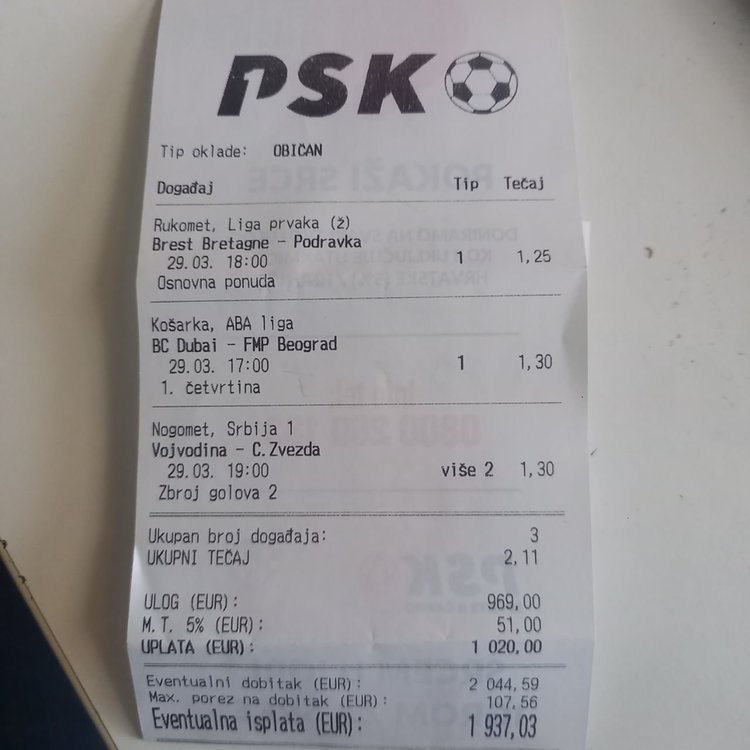 PSK
Tip oklade: OBIČAN
Događaj Tip Tečaj
Rukomet, Liga prvaka (ž)
Brest Bretagne - Podravka
29.03. 18:00 1 1,25
Osnovna ponuda
Košarka, ABA liga
BC Dubai - FMP Beograd
29.03. 17:00 1 1,30
1. četvrtina
Nogomet, Srbija 1
Vojvodina - C.Zvezda
29.03. 19:00 više 2 1,30
Zbroj golova 2
Ukupan broj događaja: 3
UKUPNI TEČAJ 2,11
ULOG (EUR): 969,00
M.T. 5% (EUR): 51,00
UPLATA (EUR): 1 020,00
Eventualni dobitak (EUR): 2 044,59
Max. porez na dobitak (EUR): 107,56
Eventualna isplata (EUR): 1 937,03